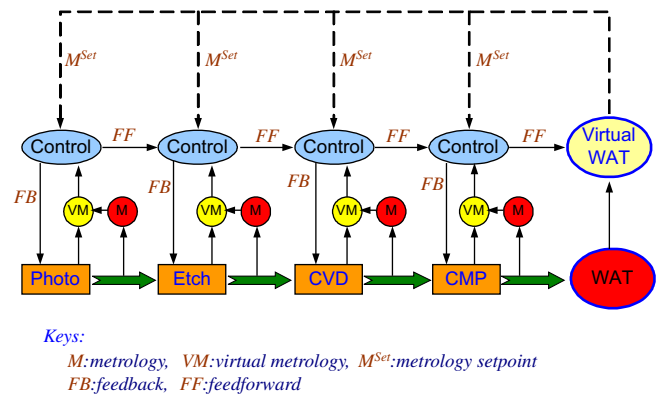 M^Set M^Set M^Set M^Set
Control FF Control FF Control FF Control FF Virtual WAT
FB FB FB FB
VM M VM M VM M VM M
Photo Etch CVD CMP WAT
Keys:
M:metrology, VM:virtual metrology, M^Set:metrology setpoint
FB:feedback, FF:feedforward